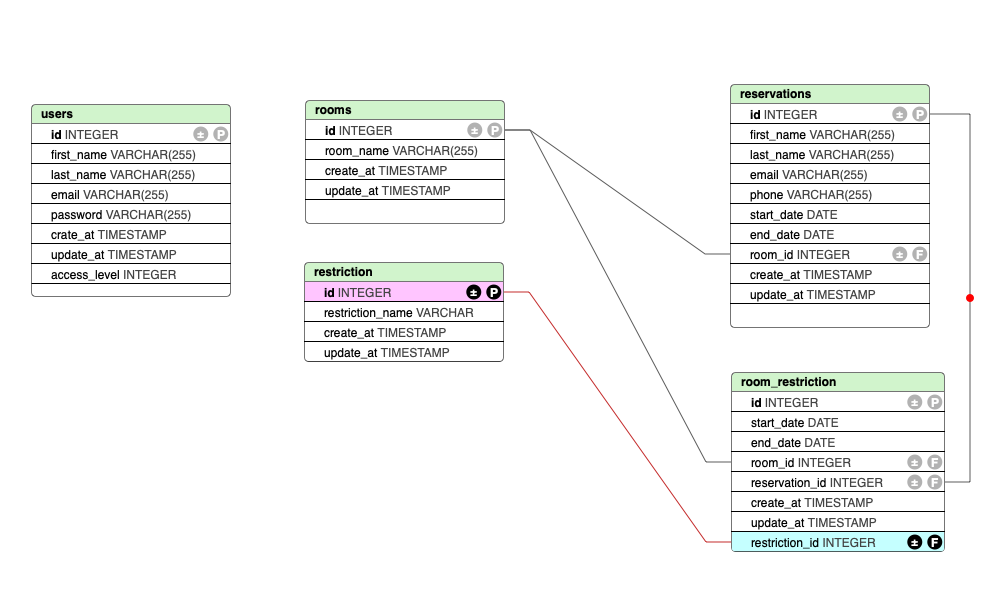 users
id INTEGER ± P
first_name VARCHAR(255)
last_name VARCHAR(255)
email VARCHAR(255)
password VARCHAR(255)
crate_at TIMESTAMP
update_at TIMESTAMP
access_level INTEGER
rooms
id INTEGER ± P
room_name VARCHAR(255)
create_at TIMESTAMP
update_at TIMESTAMP
restriction
id INTEGER ± P
restriction_name VARCHAR
create_at TIMESTAMP
update_at TIMESTAMP
reservations
id INTEGER ± P
first_name VARCHAR(255)
last_name VARCHAR(255)
email VARCHAR(255)
phone VARCHAR(255)
start_date DATE
end_date DATE
room_id INTEGER ± F
create_at TIMESTAMP
update_at TIMESTAMP
room_restriction
id INTEGER ± P
start_date DATE
end_date DATE
room_id INTEGER ± F
reservation_id INTEGER ± F
create_at TIMESTAMP
update_at TIMESTAMP
restriction_id INTEGER ± F